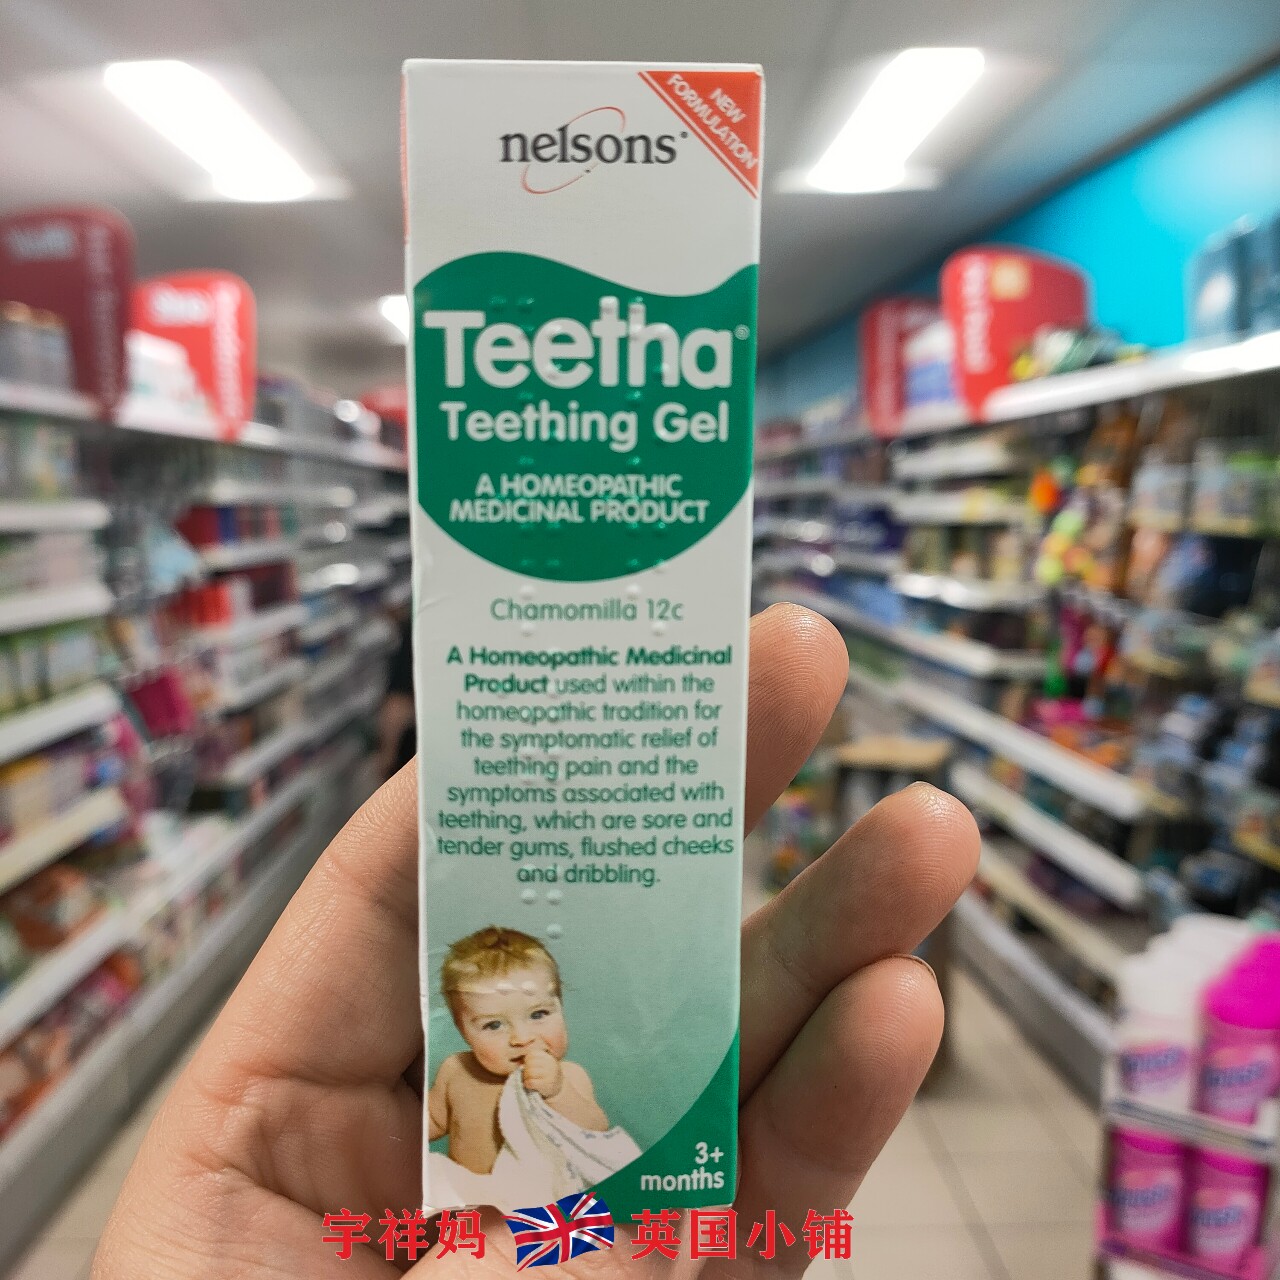 NEW
FORMULATION
nelsons®
Teetha®
Teething Gel
A HOMEOPATHIC
MEDICINAL PRODUCT
Chamomilla 12c
A Homeopathic Medicinal
Product used within the
homeopathic tradition for
the symptomatic relief of
teething pain and the
symptoms associated with
teething, which are sore and
tender gums, flushed cheeks
and dribbling.
3+
months
宇祥妈 英国小铺